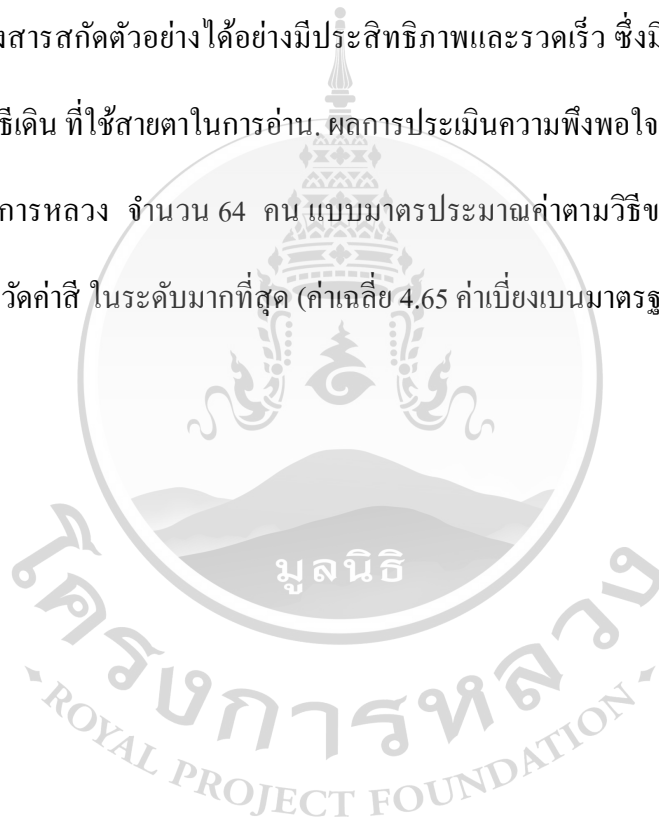 งสารสกัดตัวอย่างได้อย่างมีประสิทธิภาพและรวดเร็ว ซึ่งมี
ธีเดิน ที่ใช้สายตาในการอ่าน. ผลการประเมินความพึงพอใจ
การหลวง จำนวน 64 คน แบบมาตรประมาณค่าตามวิธีข
วัดค่าสี ในระดับมากที่สุด (ค่าเฉลี่ย 4.65 ค่าเบี่ยงเบนมาตรฐ
มูลนิธิ
โครงการหลวง
ROYAL PROJECT FOUNDATION